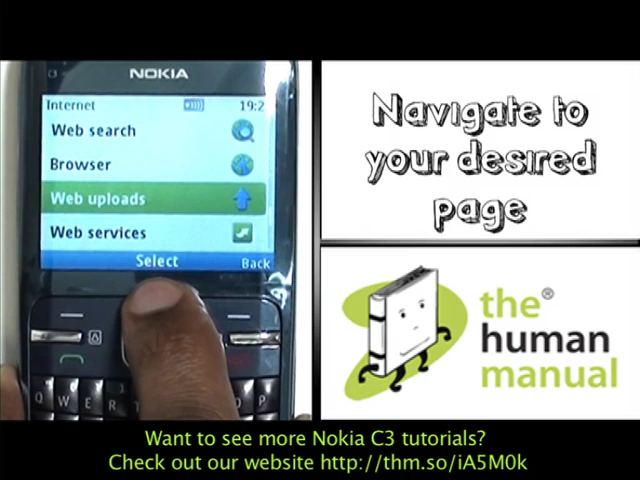 NOKIA
Internet 19:2
Web search
Browser
Web uploads
Web services
Select Back
Q W E R
Navigate to
your desired
page
the®
human
manual
Want to see more Nokia C3 tutorials?
Check out our website http://thm.so/iA5M0k